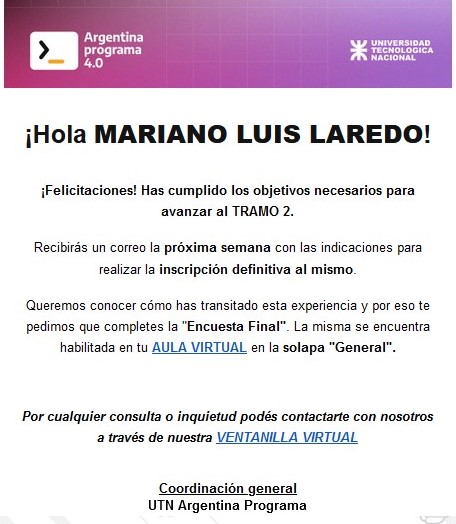 Argentina
programa
4.0
UNIVERSIDAD
TECNOLOGICA
NACIONAL
¡Hola MARIANO LUIS LAREDO!
¡Felicitaciones! Has cumplido los objetivos necesarios para
avanzar al TRAMO 2.
Recibirás un correo la próxima semana con las indicaciones para
realizar la inscripción definitiva al mismo.
Queremos conocer cómo has transitado esta experiencia y por eso te
pedimos que completes la "Encuesta Final". La misma se encuentra
habilitada en tu AULA VIRTUAL en la solapa "General".
Por cualquier consulta o inquietud podés contactarte con nosotros
a través de nuestra VENTANILLA VIRTUAL
Coordinación general
UTN Argentina Programa